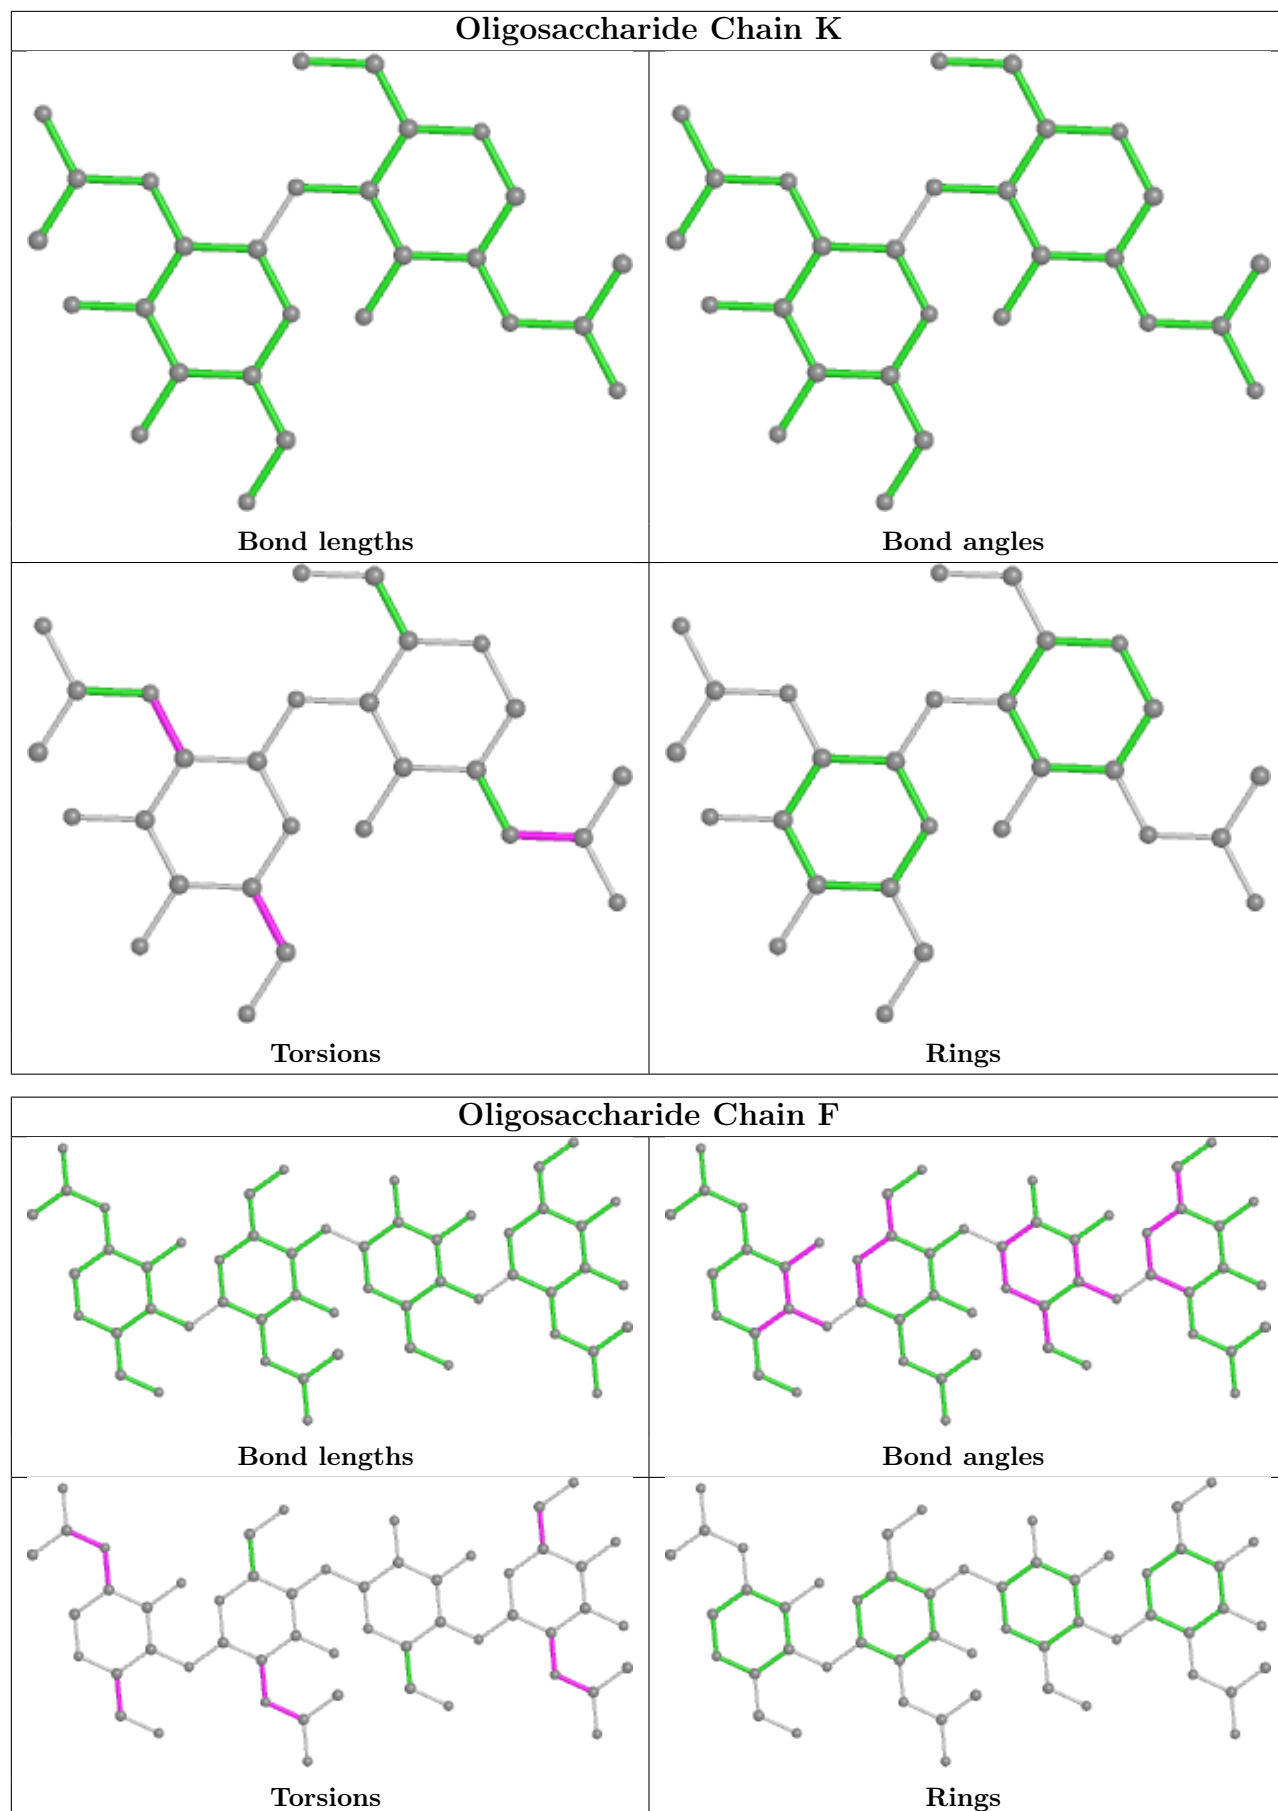 Oligosaccharide Chain K
Bond lengths
Bond angles
Torsions
Rings
Oligosaccharide Chain F
Bond lengths
Bond angles
Torsions
Rings